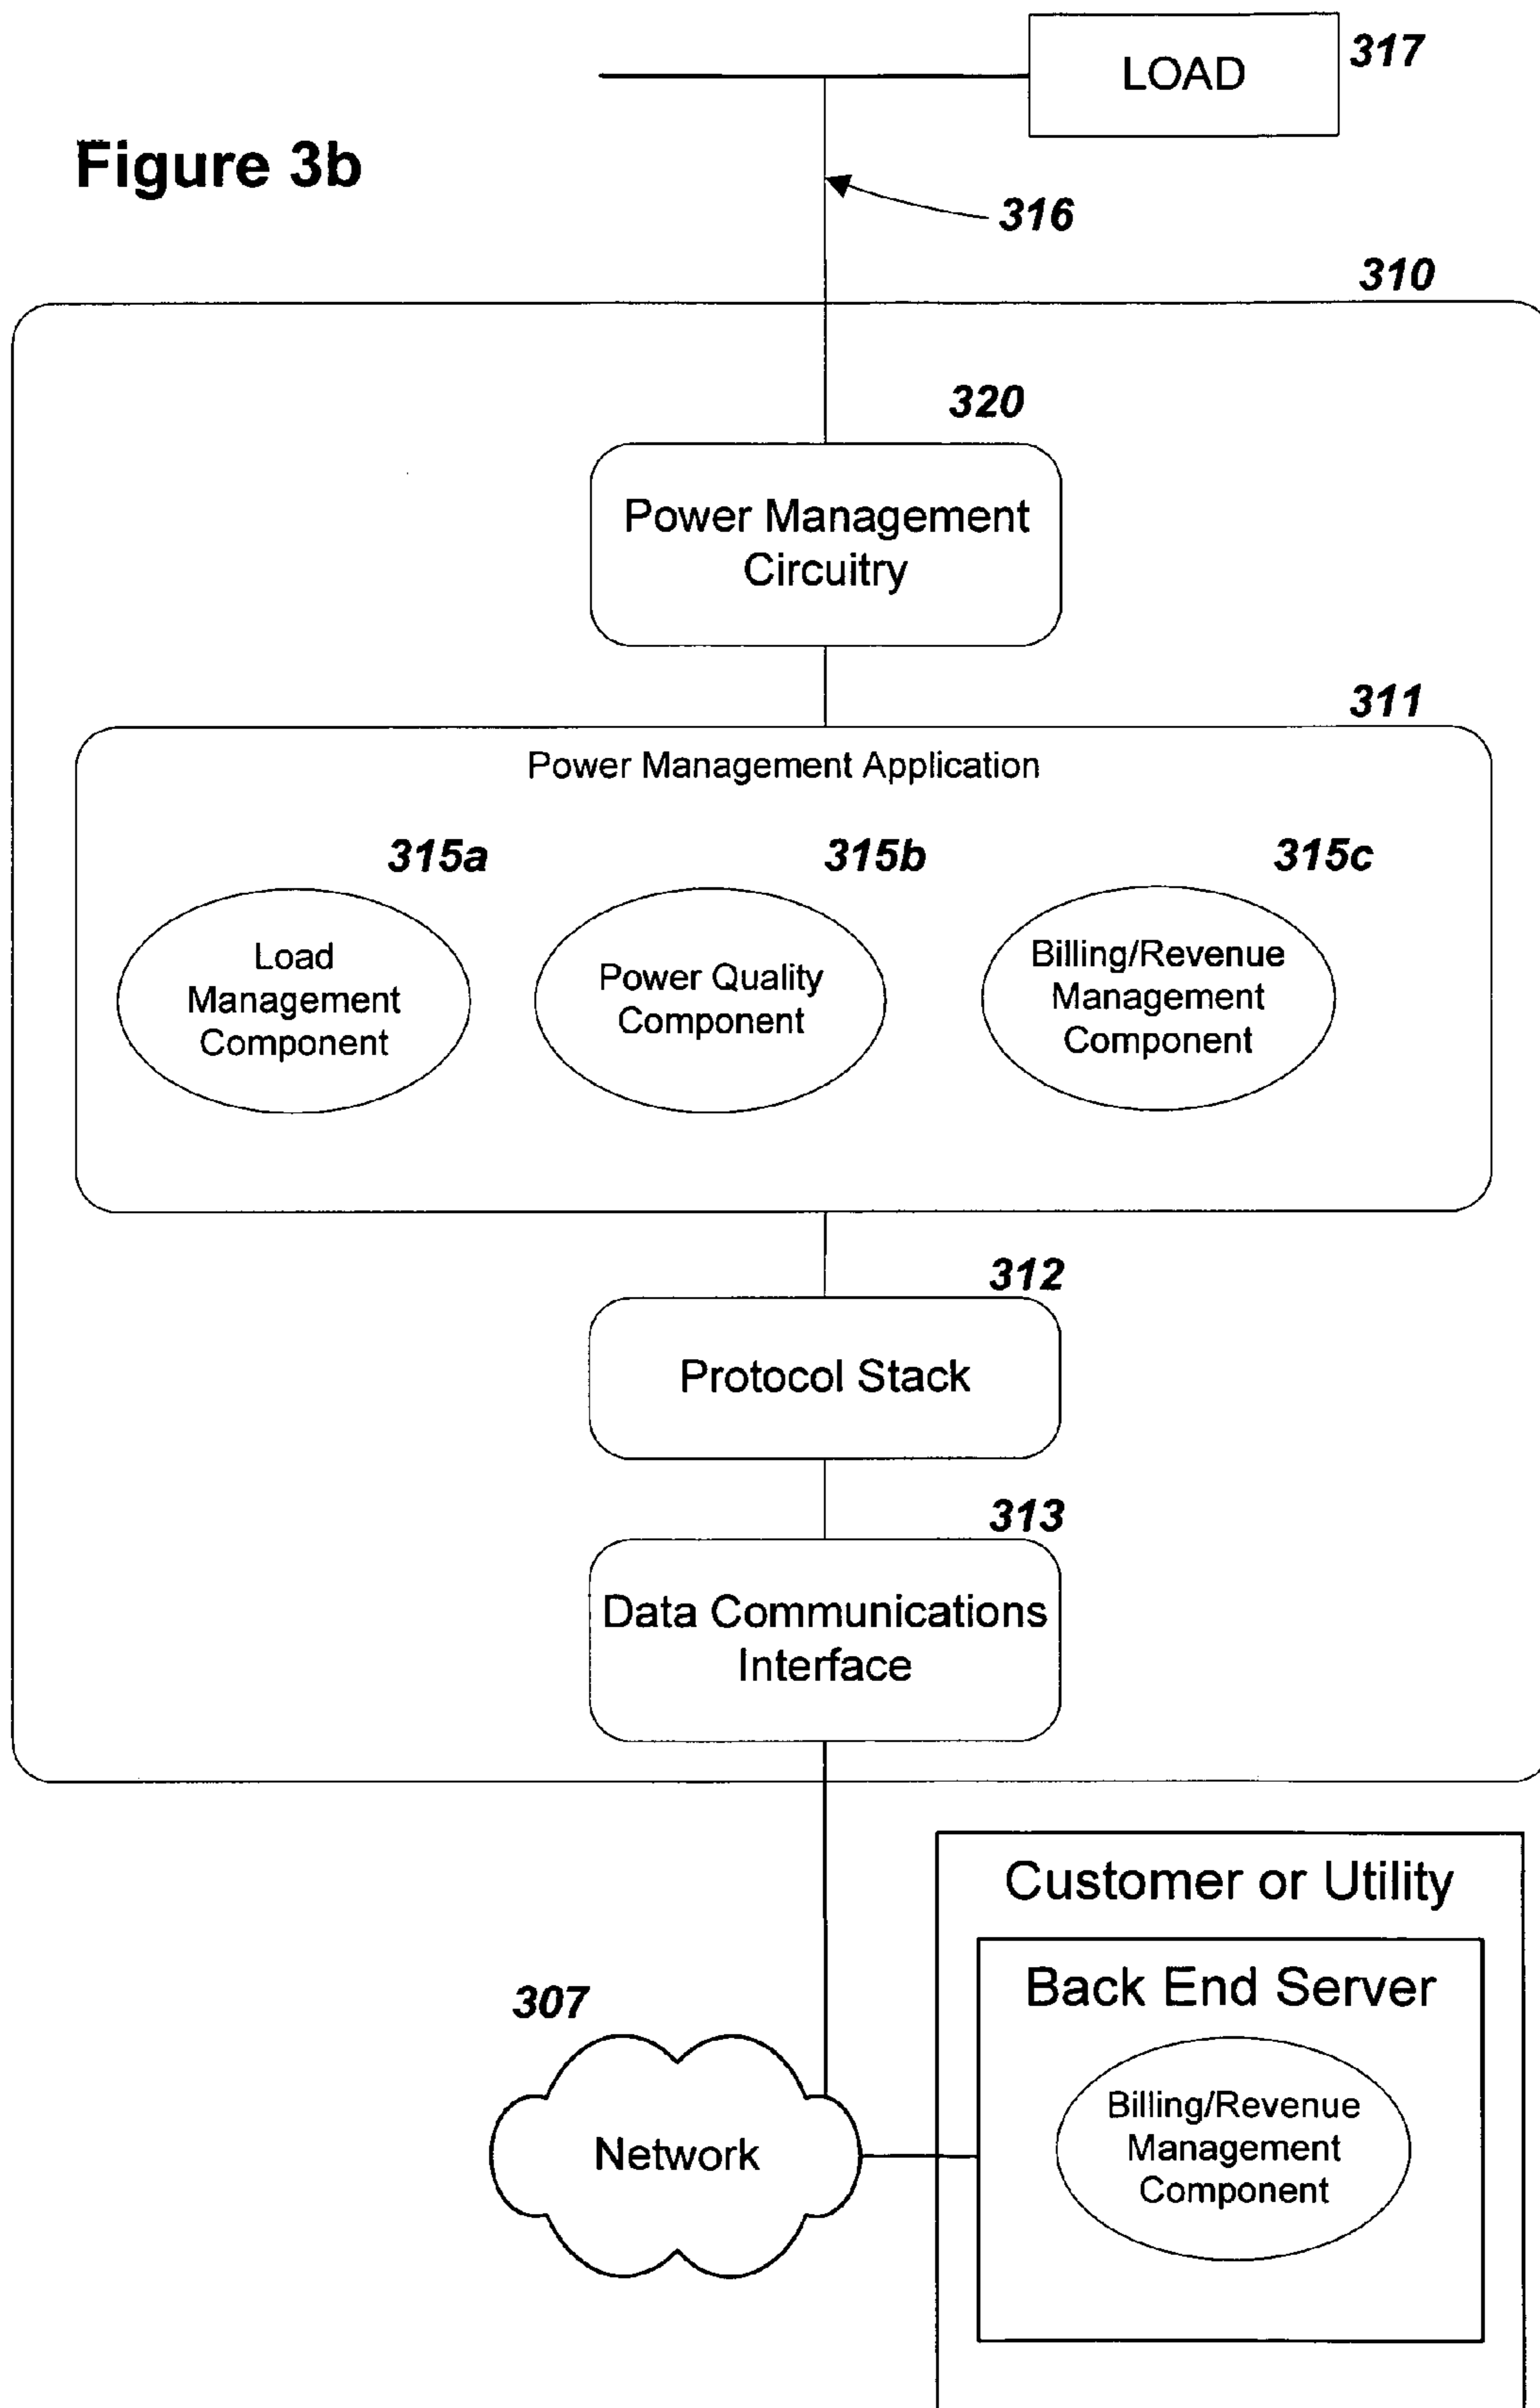 LOAD
317
Figure 3b
316
310
320
Power Management
Circuitry
311
Power Management Application
315a
315b
315c
Load
Management
Component
Power Quality
Component
Billing/Revenue
Management
Component
312
Protocol Stack
313
Data Communications
Interface
Customer or Utility
Back End Server
307
Network
Billing/Revenue
Management
Component